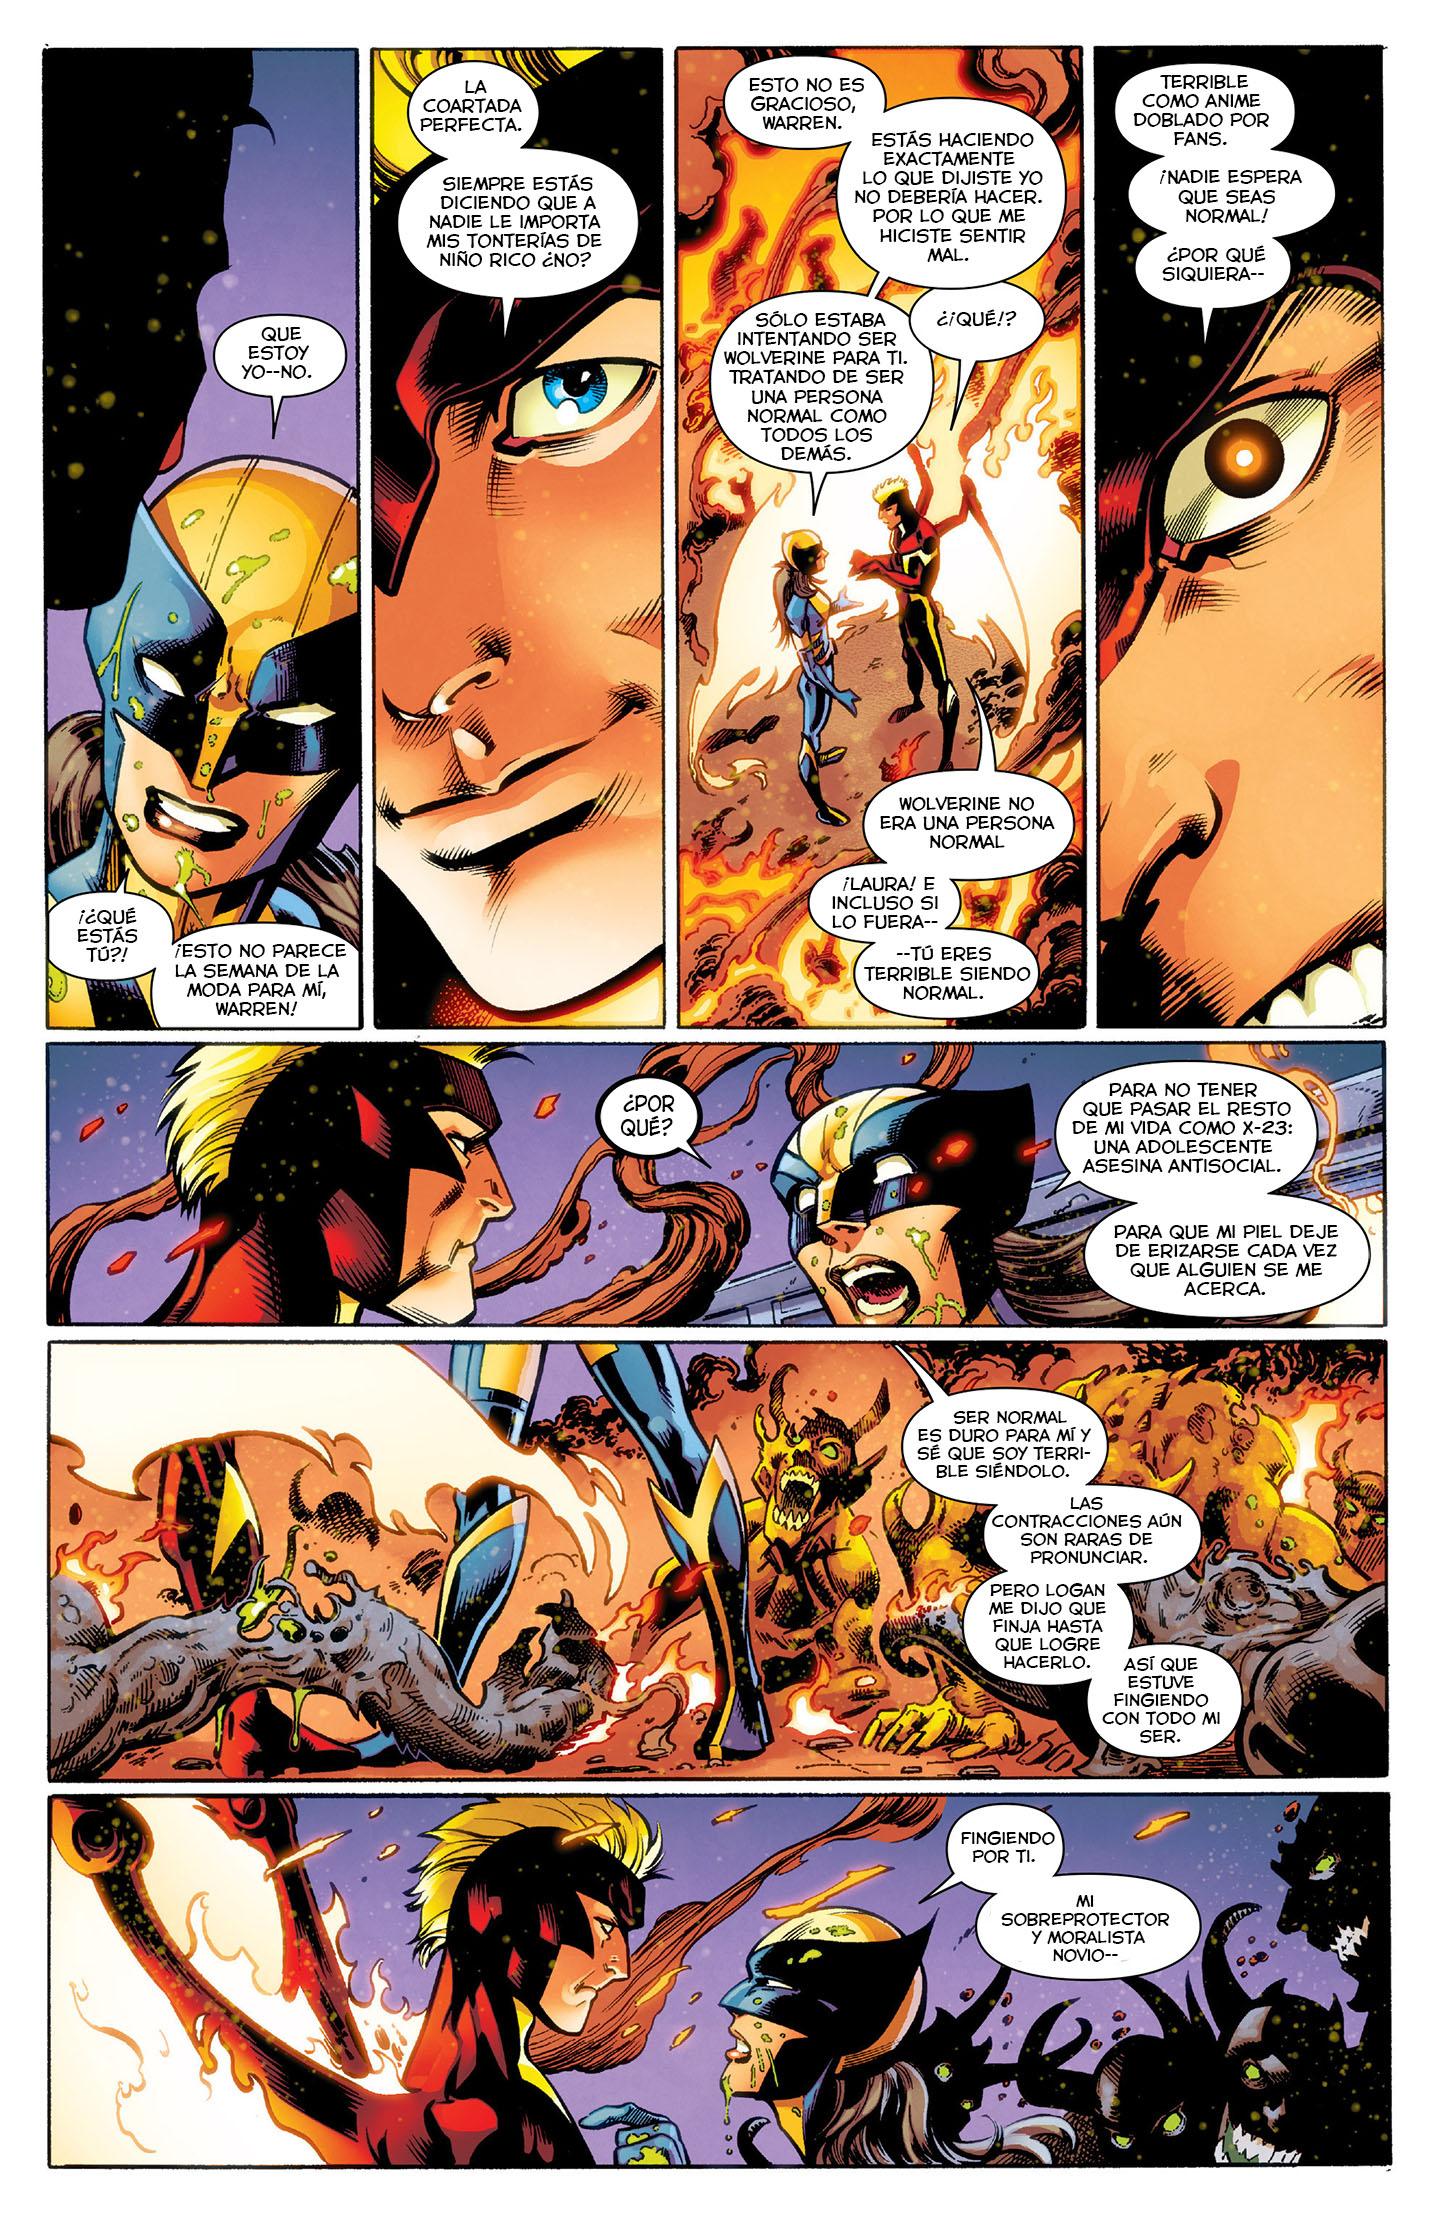 QUE
ESTOY
YO--NO.
¡¿QUÉ
ESTÁS
TÚ?!
¡ESTO NO PARECE
LA SEMANA DE LA
MODA PARA MÍ,
WARREN!
LA
COARTADA
PERFECTA.
SIEMPRE ESTÁS
DICIENDO QUE A
NADIE LE IMPORTA
MIS TONTERÍAS DE
NIÑO RICO ¿NO?
ESTO NO ES
GRACIOSO,
WARREN.
ESTÁS HACIENDO
EXACTAMENTE
LO QUE DIJISTE YO
NO DEBERÍA HACER.
POR LO QUE ME
HICISTE SENTIR
MAL.
SÓLO ESTABA
INTENTANDO SER
WOLVERINE PARA TI.
TRATANDO DE SER
UNA PERSONA
NORMAL COMO
TODOS LOS
DEMÁS.
¿¡QUÉ!?
WOLVERINE NO
ERA UNA PERSONA
NORMAL
¡LAURA! E
INCLUSO SI
LO FUERA--
--TÚ ERES
TERRIBLE SIENDO
NORMAL.
TERRIBLE
COMO ANIME
DOBLADO POR
FANS.
¡NADIE ESPERA
QUE SEAS
NORMAL!
¿POR QUÉ
SIQUIERA--
¿POR
QUÉ?
PARA NO TENER
QUE PASAR EL RESTO
DE MI VIDA COMO X-23:
UNA ADOLESCENTE
ASESINA ANTISOCIAL.
PARA QUE MI PIEL DEJE
DE ERIZARSE CADA VEZ
QUE ALGUIEN SE ME
ACERCA.
SER NORMAL
ES DURO PARA MÍ Y
SÉ QUE SOY TERRI-
BLE SIÉNDOLO.
LAS
CONTRACCIONES AÚN
SON RARAS DE
PRONUNCIAR.
PERO LOGAN
ME DIJO QUE
FINJA HASTA
QUE LOGRE
HACERLO.
ASÍ QUE
ESTUVE
FINGIENDO
CON TODO MI
SER.
FINGIENDO
POR TI.
MI
SOBREPROTECTOR
Y MORALISTA
NOVIO--